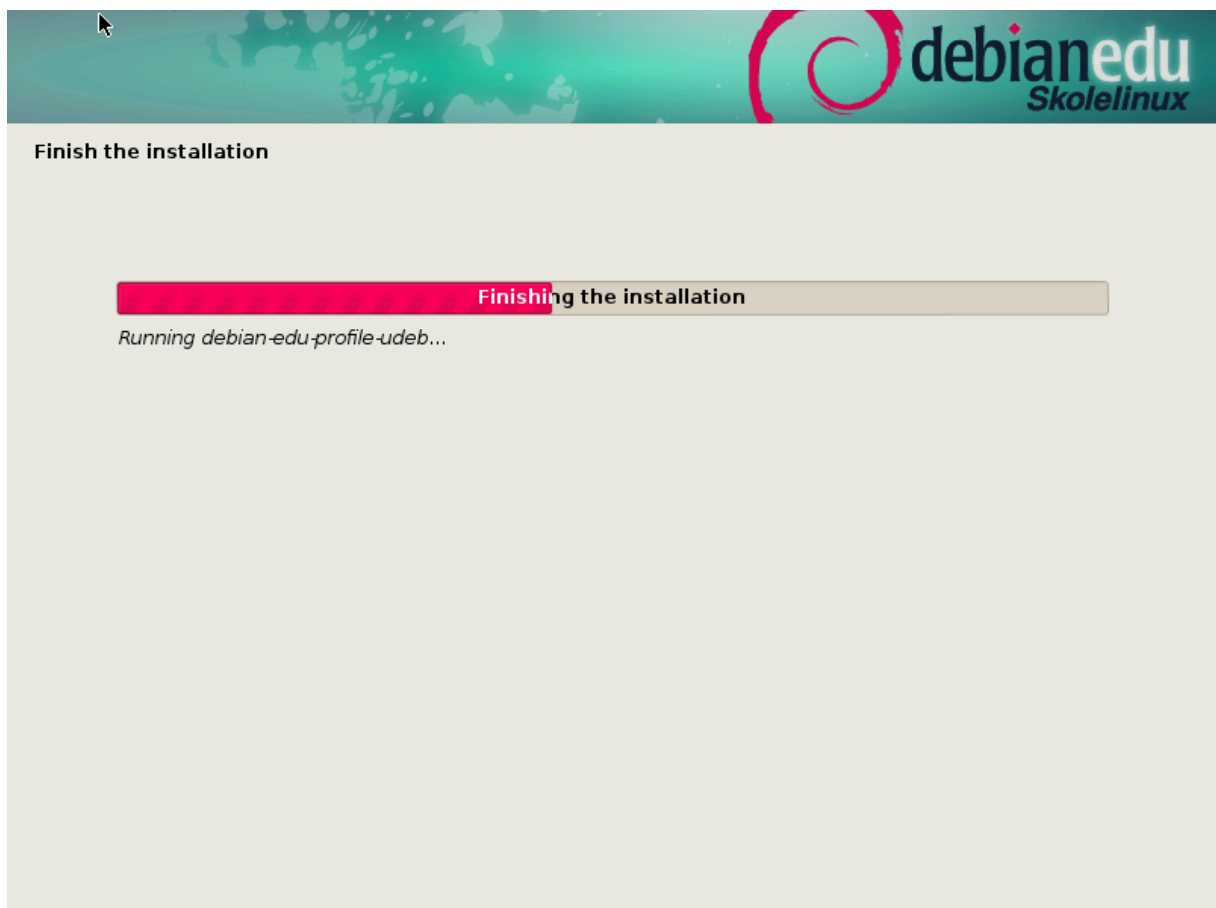 debianedu
Skolelinux
Finish the installation
Finishing the installation
Running debian-edu-profile-udeb...